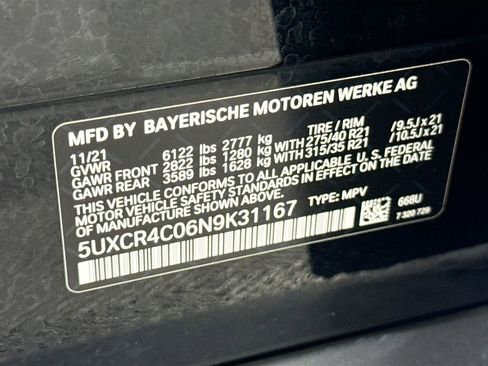 MFD BY BAYERISCHE MOTOREN WERKE AG
11/21 TIRE / RIM
GVWR 6122 lbs 2777 kg
GAWR FRONT 2822 lbs 1280 kg WITH 275/40 R21 / 9.5J x 21
GAWR REAR 3589 lbs 1628 kg WITH 315/35 R21 / 10.5J x 21
THIS VEHICLE CONFORMS TO ALL APPLICABLE U.S. FEDERAL
MOTOR VEHICLE SAFETY STANDARDS IN EFFECT ON THE DATE
OF MANUFACTURE SHOWN ABOVE.
5UXCR4C06N9K31167 TYPE: MPV 668U
7 320 729